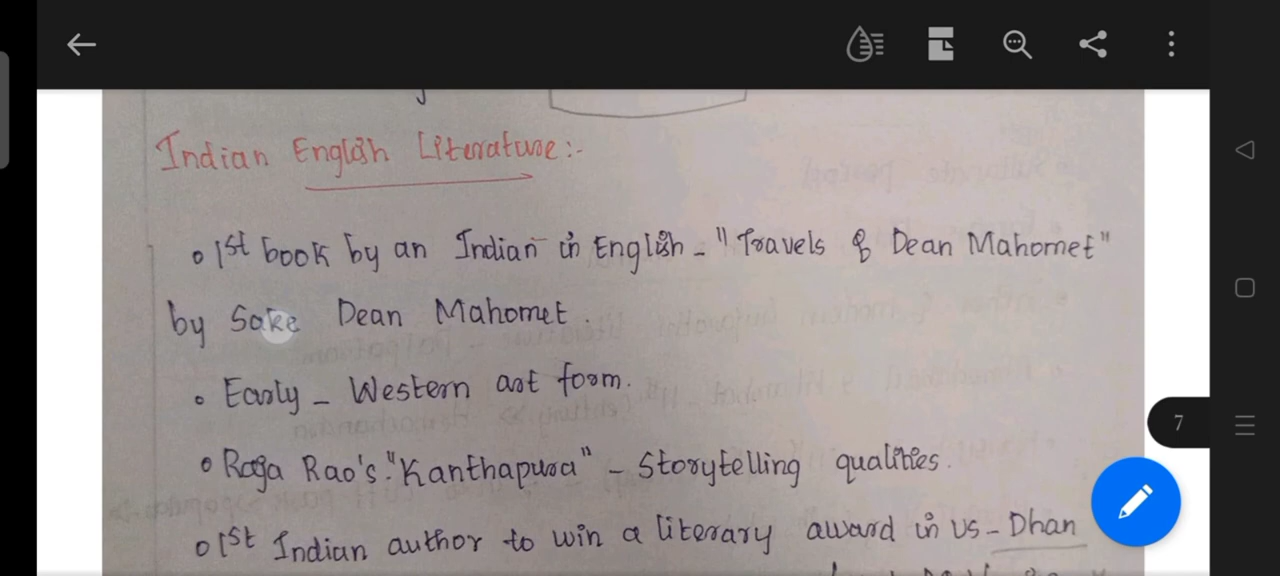 Indian English Literature:-
• 1st book by an Indian in English - "Travels of Dean Mahomet"
by Sake Dean Mahomet.
• Early - Western art form.
• Raja Rao's "Kanthapura" - Storytelling qualities.
7
• 1st Indian author to win a literary award in US - Dhan